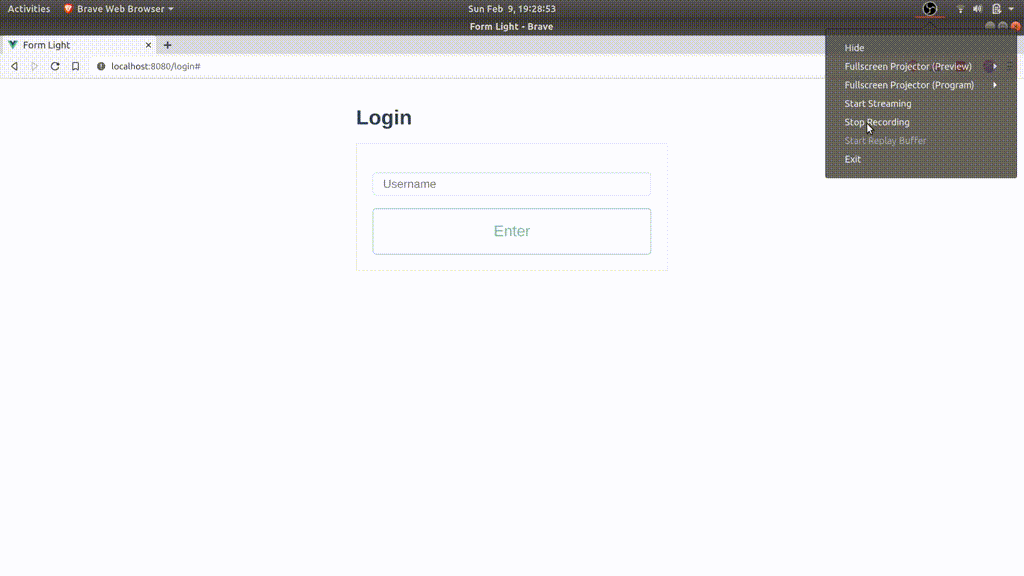 Activities Brave Web Browser Sun Feb 9, 19:28:53
Form Light - Brave
Form Light
localhost:8080/login#
Hide
Fullscreen Projector (Preview)
Fullscreen Projector (Program)
Start Streaming
Stop Recording
Start Replay Buffer
Exit
Login
Username
Enter